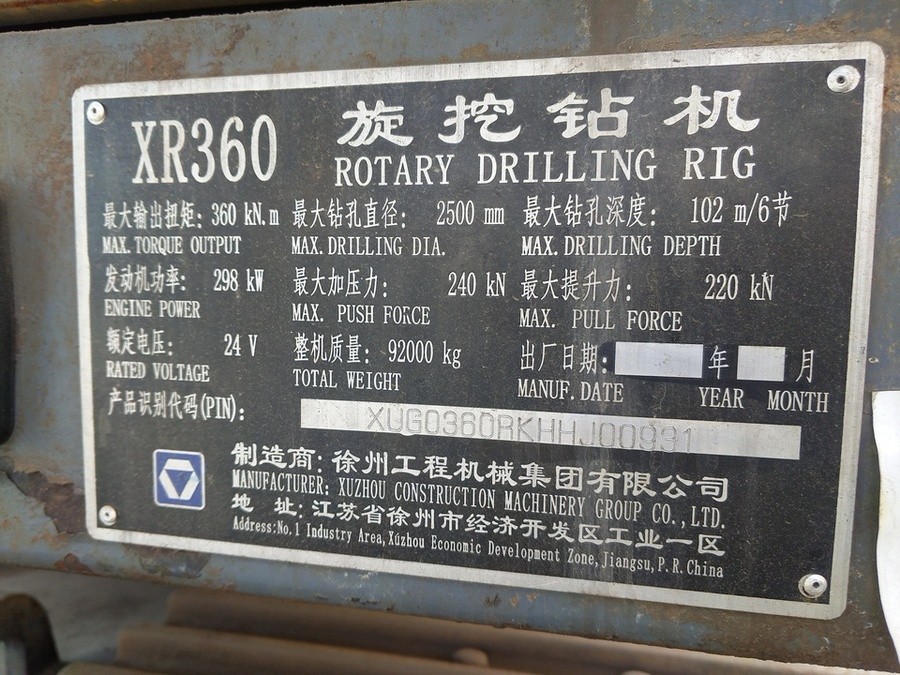 XR360 旋挖钻机
ROTARY DRILLING RIG
最大输出扭矩: 360 kN.m 最大钻孔直径: 2500 mm 最大钻孔深度: 102 m/6节
MAX. TORQUE OUTPUT MAX. DRILLING DIA. MAX. DRILLING DEPTH
发动机功率: 298 kW 最大加压力: 240 kN 最大提升力: 220 kN
ENGINE POWER MAX. PUSH FORCE MAX. PULL FORCE
额定电压: 24 V 整机质量: 92000 kg 出厂日期: 年 月
RATED VOLTAGE TOTAL WEIGHT MANUF. DATE YEAR MONTH
产品识别代码(PIN): XUG0360RKHHJ00991
制造商: 徐州工程机械集团有限公司
MANUFACTURER: XUZHOU CONSTRUCTION MACHINERY GROUP CO., LTD.
地 址: 江苏省徐州市经济开发区工业一区
Address: No. 1 Industry Area, Xúzhou Economic Development Zone, Jiangsu, P. R. China